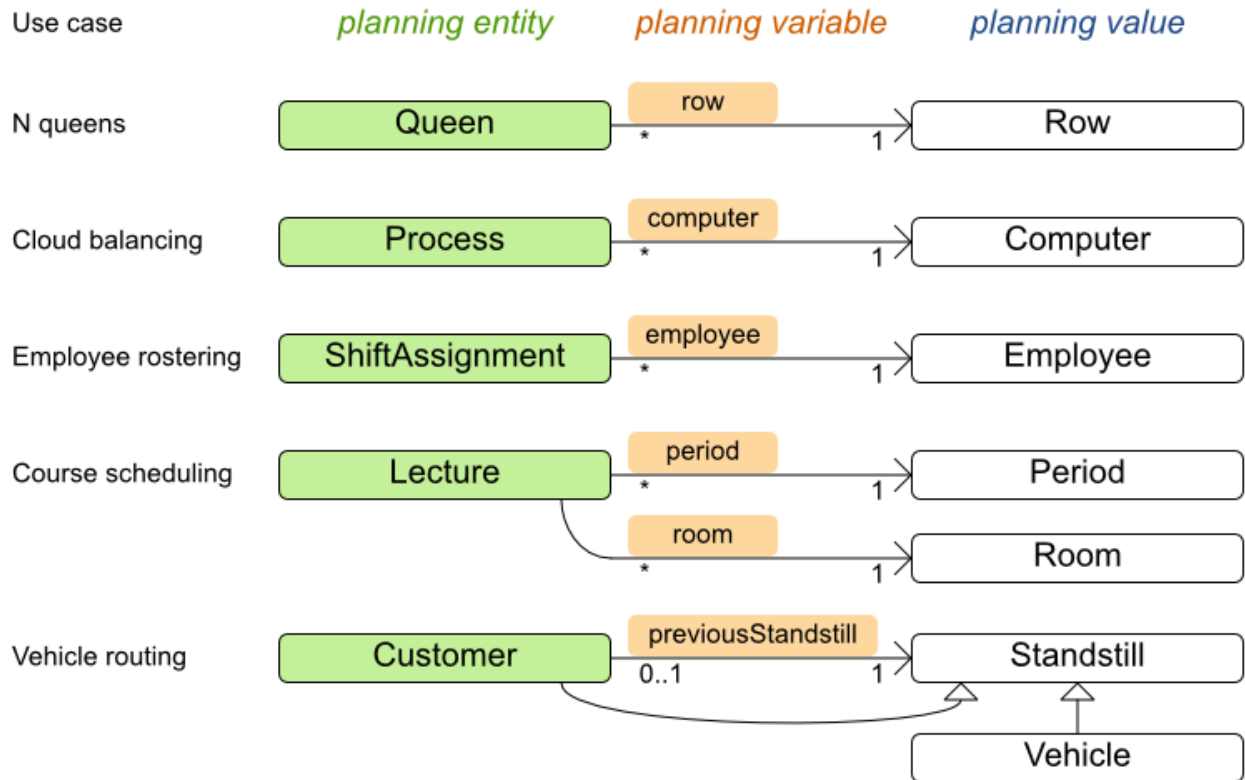 Use case planning entity planning variable planning value
row
N queens Queen Row
* 1
computer
Cloud balancing Process Computer
* 1
employee
Employee rostering ShiftAssignment Employee
* 1
period
Course scheduling Lecture Period
* 1
room
Room
* 1
previousStandstill
Vehicle routing Customer Standstill
0..1 1
Vehicle